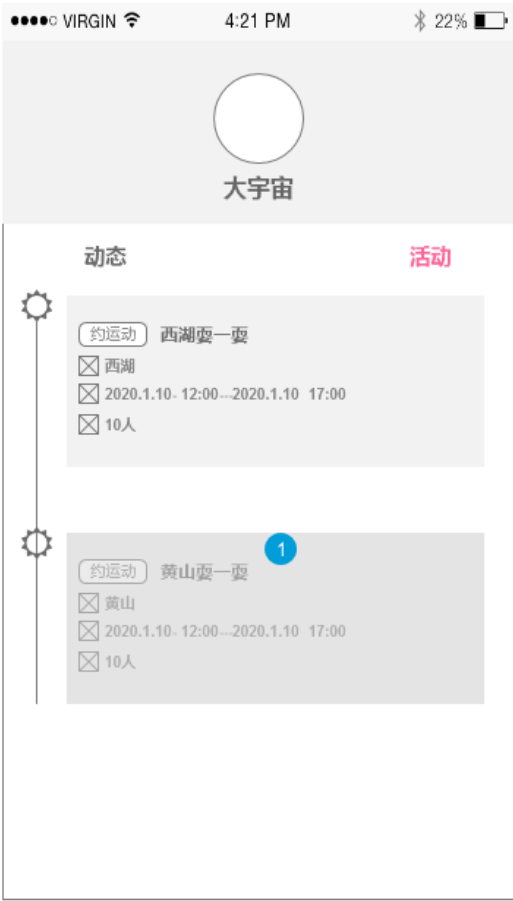 VIRGIN 4:21 PM 22%
大宇宙
动态 活动
约运动 西湖耍一耍
西湖
2020.1.10- 12:00---2020.1.10 17:00
10人
1
约运动 黄山耍一耍
黄山
2020.1.10- 12:00---2020.1.10 17:00
10人